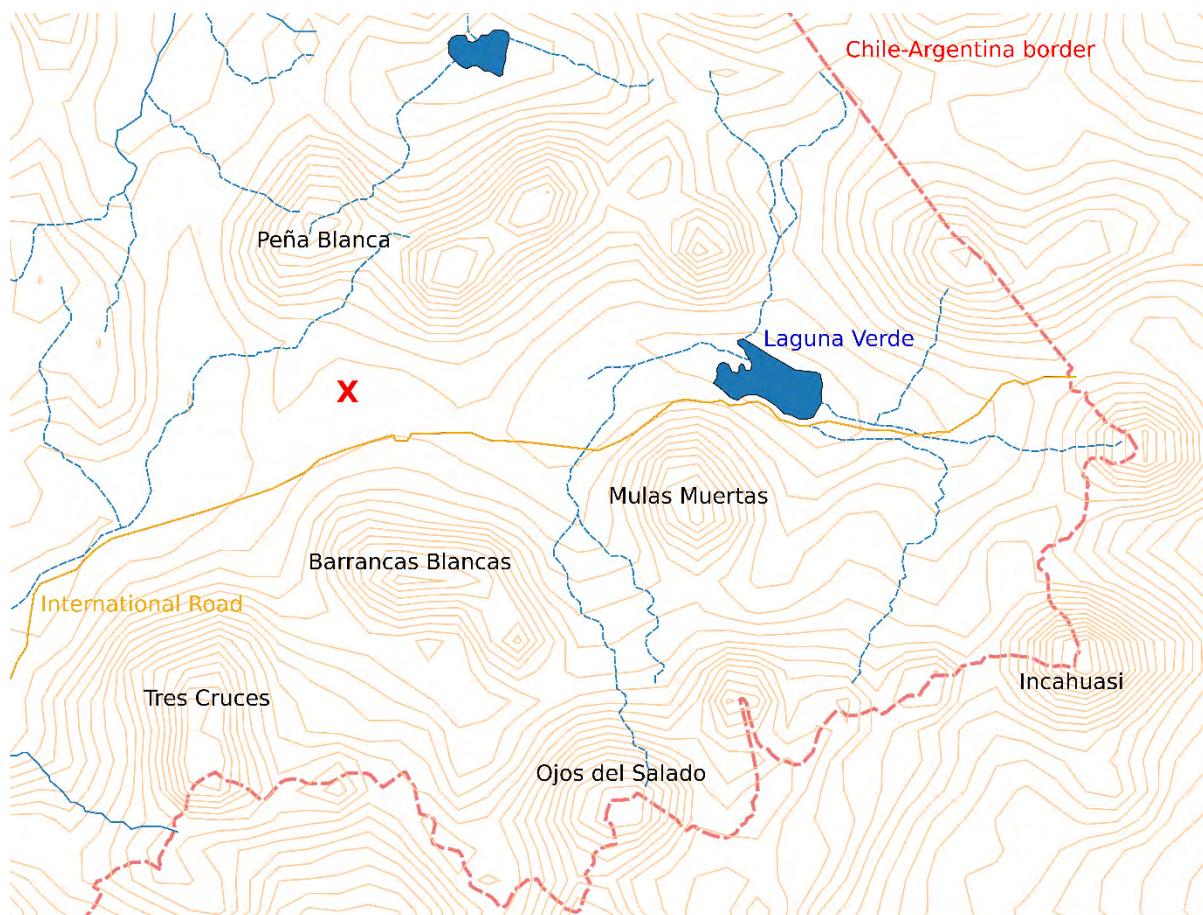 Chile-Argentina border
Peña Blanca
Laguna Verde
X
Mulas Muertas
Barrancas Blancas
International Road
Incahuasi
Tres Cruces
Ojos del Salado